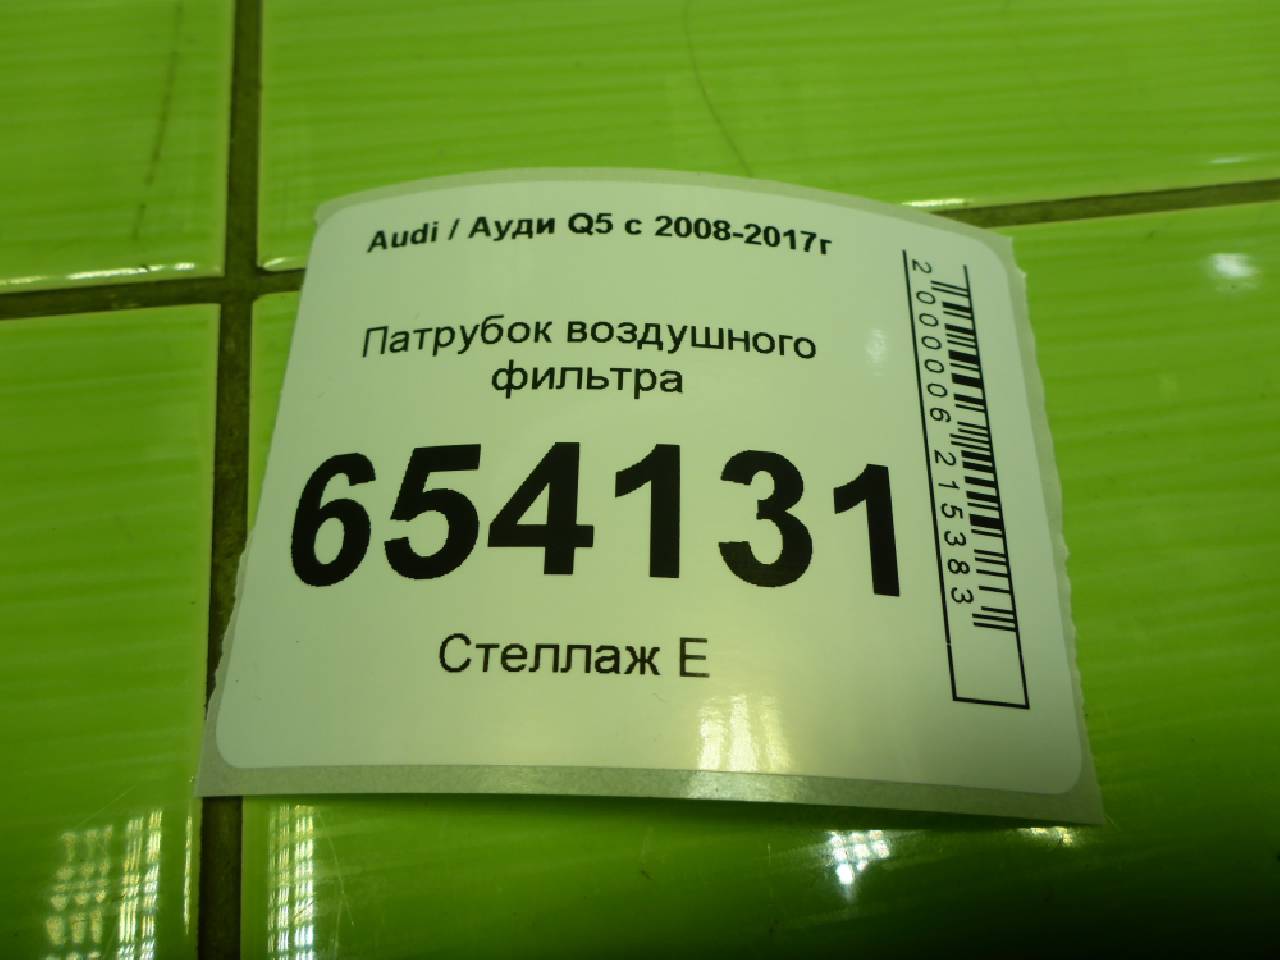 Audi / Ауди Q5 с 2008-2017г
Патрубок воздушного
фильтра
654131
Стеллаж Е
2000006215383